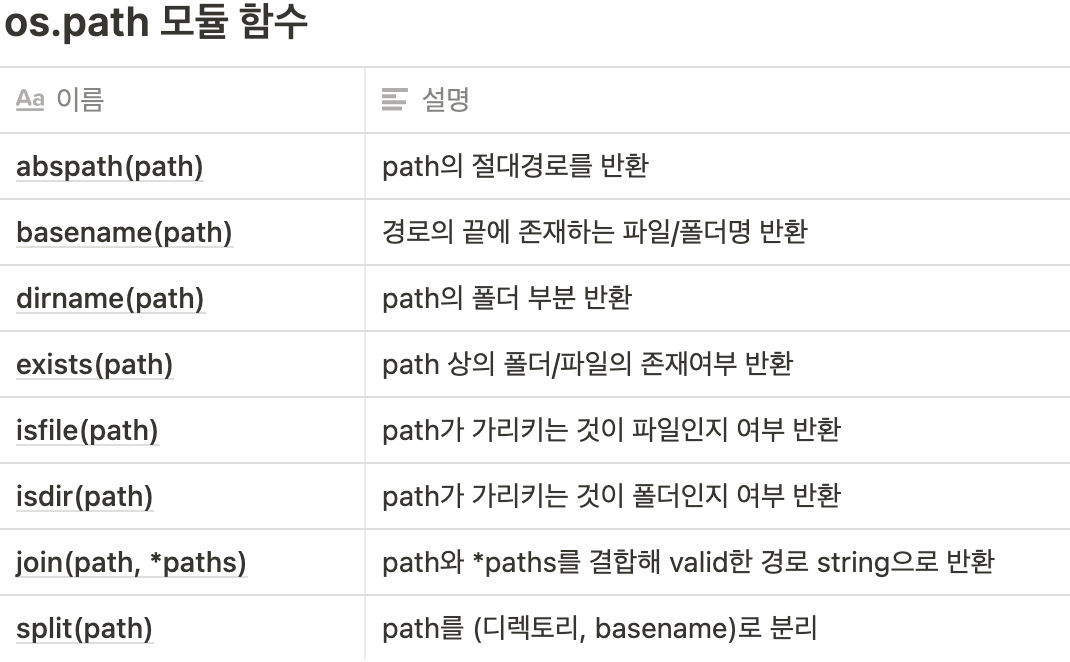 os.path 모듈 함수
Aa 이름 설명
abspath(path) path의 절대경로를 반환
basename(path) 경로의 끝에 존재하는 파일/폴더명 반환
dirname(path) path의 폴더 부분 반환
exists(path) path 상의 폴더/파일의 존재여부 반환
isfile(path) path가 가리키는 것이 파일인지 여부 반환
isdir(path) path가 가리키는 것이 폴더인지 여부 반환
join(path, *paths) path와 *paths를 결합해 valid한 경로 string으로 반환
split(path) path를 (디렉토리, basename)로 분리